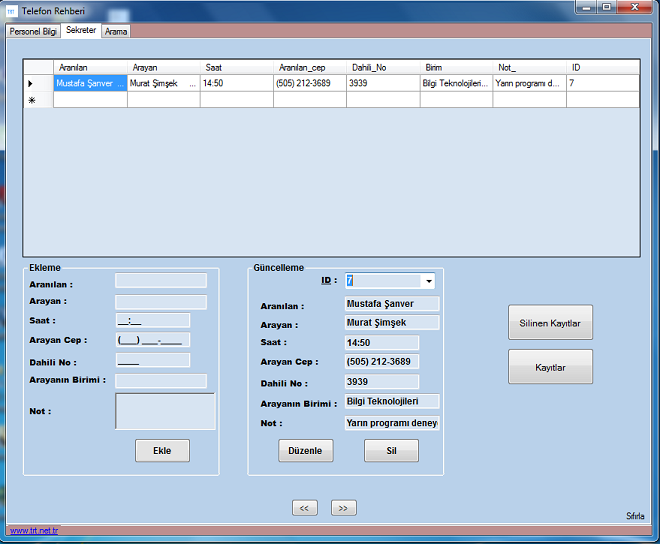 Telefon Rehberi
Personel Bilgi Sekreter Arama
Aranılan Arayan Saat Aranılan_cep Dahili_No Birim Not_ ID
Mustafa Şanver ... Murat Şimşek ... 14:50 (505) 212-3689 3939 Bilgi Teknolojileri... Yarın programı d... 7
Ekleme
Aranılan :
Arayan :
Saat : __:__
Arayan Cep : (___) ___-____
Dahili No : ____
Arayanın Birimi :
Not :
Ekle
Güncelleme
ID : 7
Aranılan : Mustafa Şanver
Arayan : Murat Şimşek
Saat : 14:50
Arayan Cep : (505) 212-3689
Dahili No : 3939
Arayanın Birimi : Bilgi Teknolojileri
Not : Yarın programı deney
Düzenle Sil
Silinen Kayıtlar
Kayıtlar
<< >>
Sıfırla
www.trt.net.tr